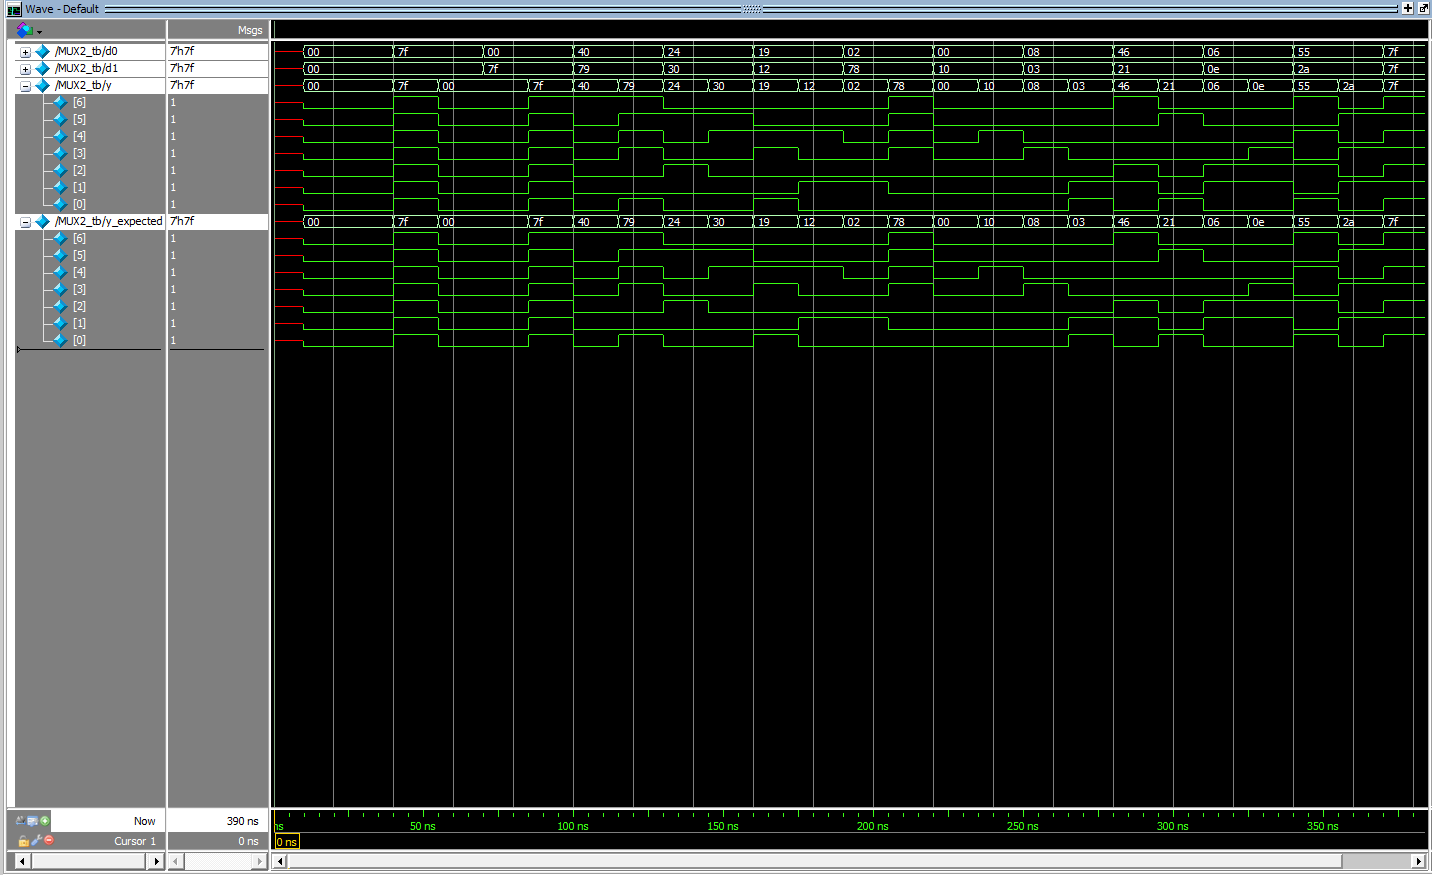 Wave - Default
Msgs
/MUX2_tb/d0 7'h7f 00 7f 00 40 24 19 02 00 08 46 06 55 7f
/MUX2_tb/d1 7'h7f 00 7f 79 30 12 78 10 03 21 0e 2a 7f
/MUX2_tb/y 7'h7f 00 7f 00 7f 40 79 24 30 19 12 02 78 00 10 08 03 46 21 06 0e 55 2a 7f
[6] 1
[5] 1
[4] 1
[3] 1
[2] 1
[1] 1
[0] 1
/MUX2_tb/y_expected 7'h7f 00 7f 00 7f 40 79 24 30 19 12 02 78 00 10 08 03 46 21 06 0e 55 2a 7f
[6] 1
[5] 1
[4] 1
[3] 1
[2] 1
[1] 1
[0] 1
Now 390 ns ns 50 ns 100 ns 150 ns 200 ns 250 ns 300 ns 350 ns
Cursor 1 0 ns 0 ns